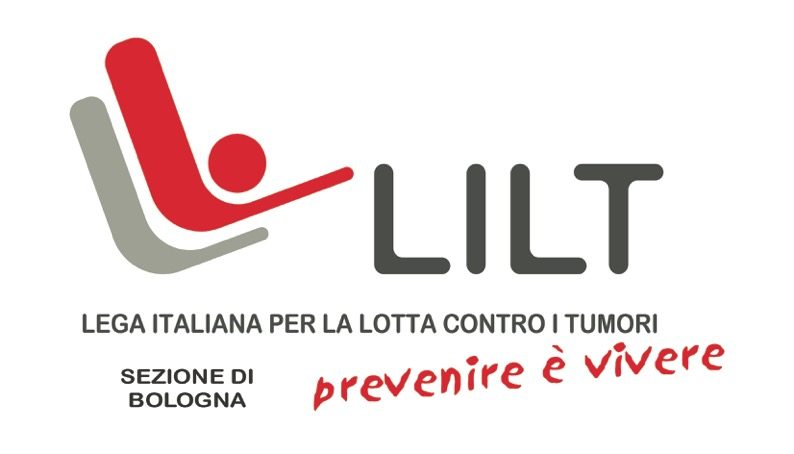 LILT
LEGA ITALIANA PER LA LOTTA CONTRO I TUMORI
prevenire è vivere
SEZIONE DI
BOLOGNA